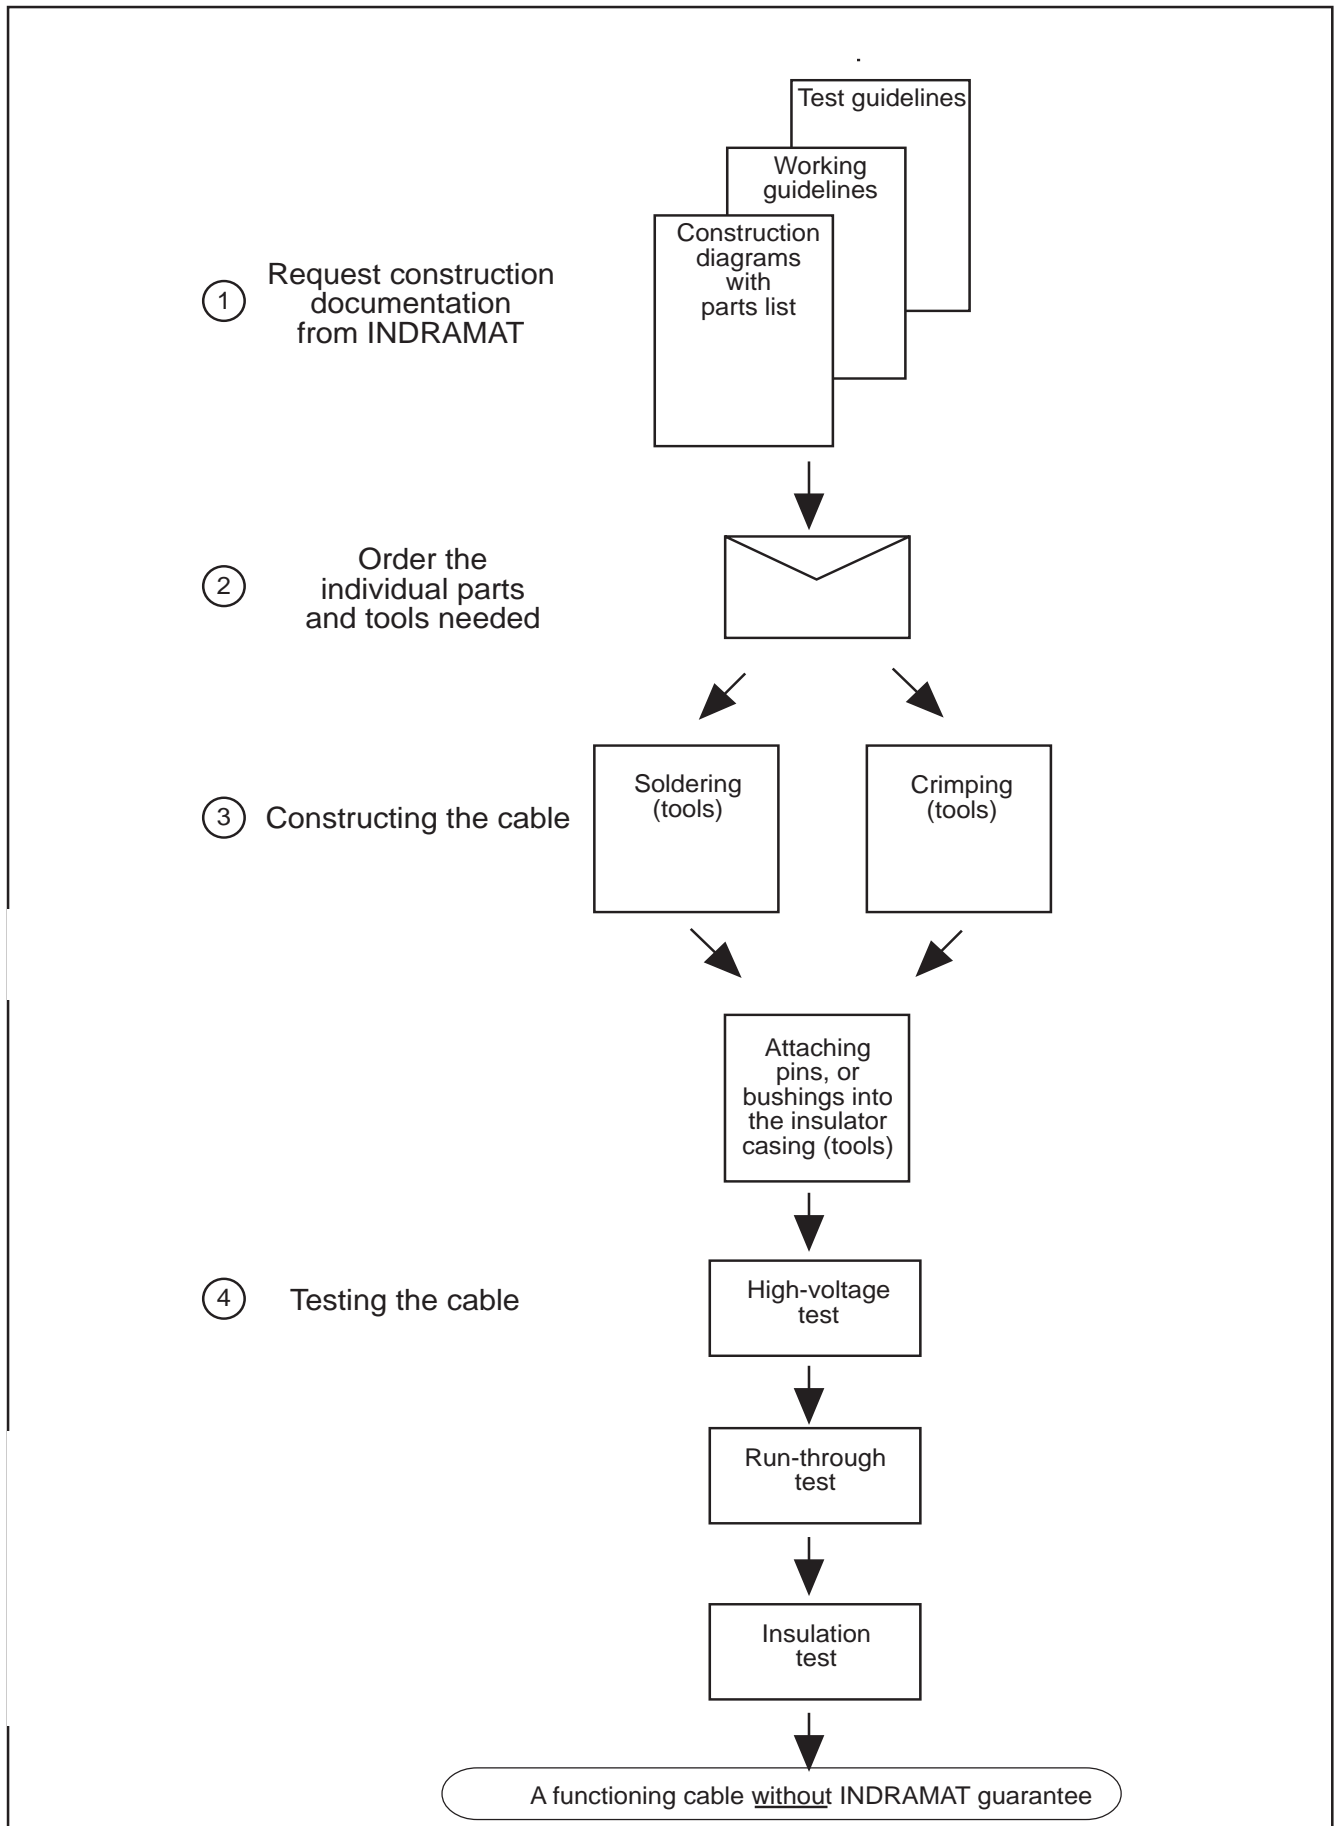 Test guidelines
Working
guidelines
Construction
diagrams
with
parts list
1
Request construction
documentation
from INDRAMAT
2
Order the
individual parts
and tools needed
3
Constructing the cable
Soldering
(tools)
Crimping
(tools)
Attaching
pins, or
bushings into
the insulator
casing (tools)
4
Testing the cable
High-voltage
test
Run-through
test
Insulation
test
A functioning cable without INDRAMAT guarantee